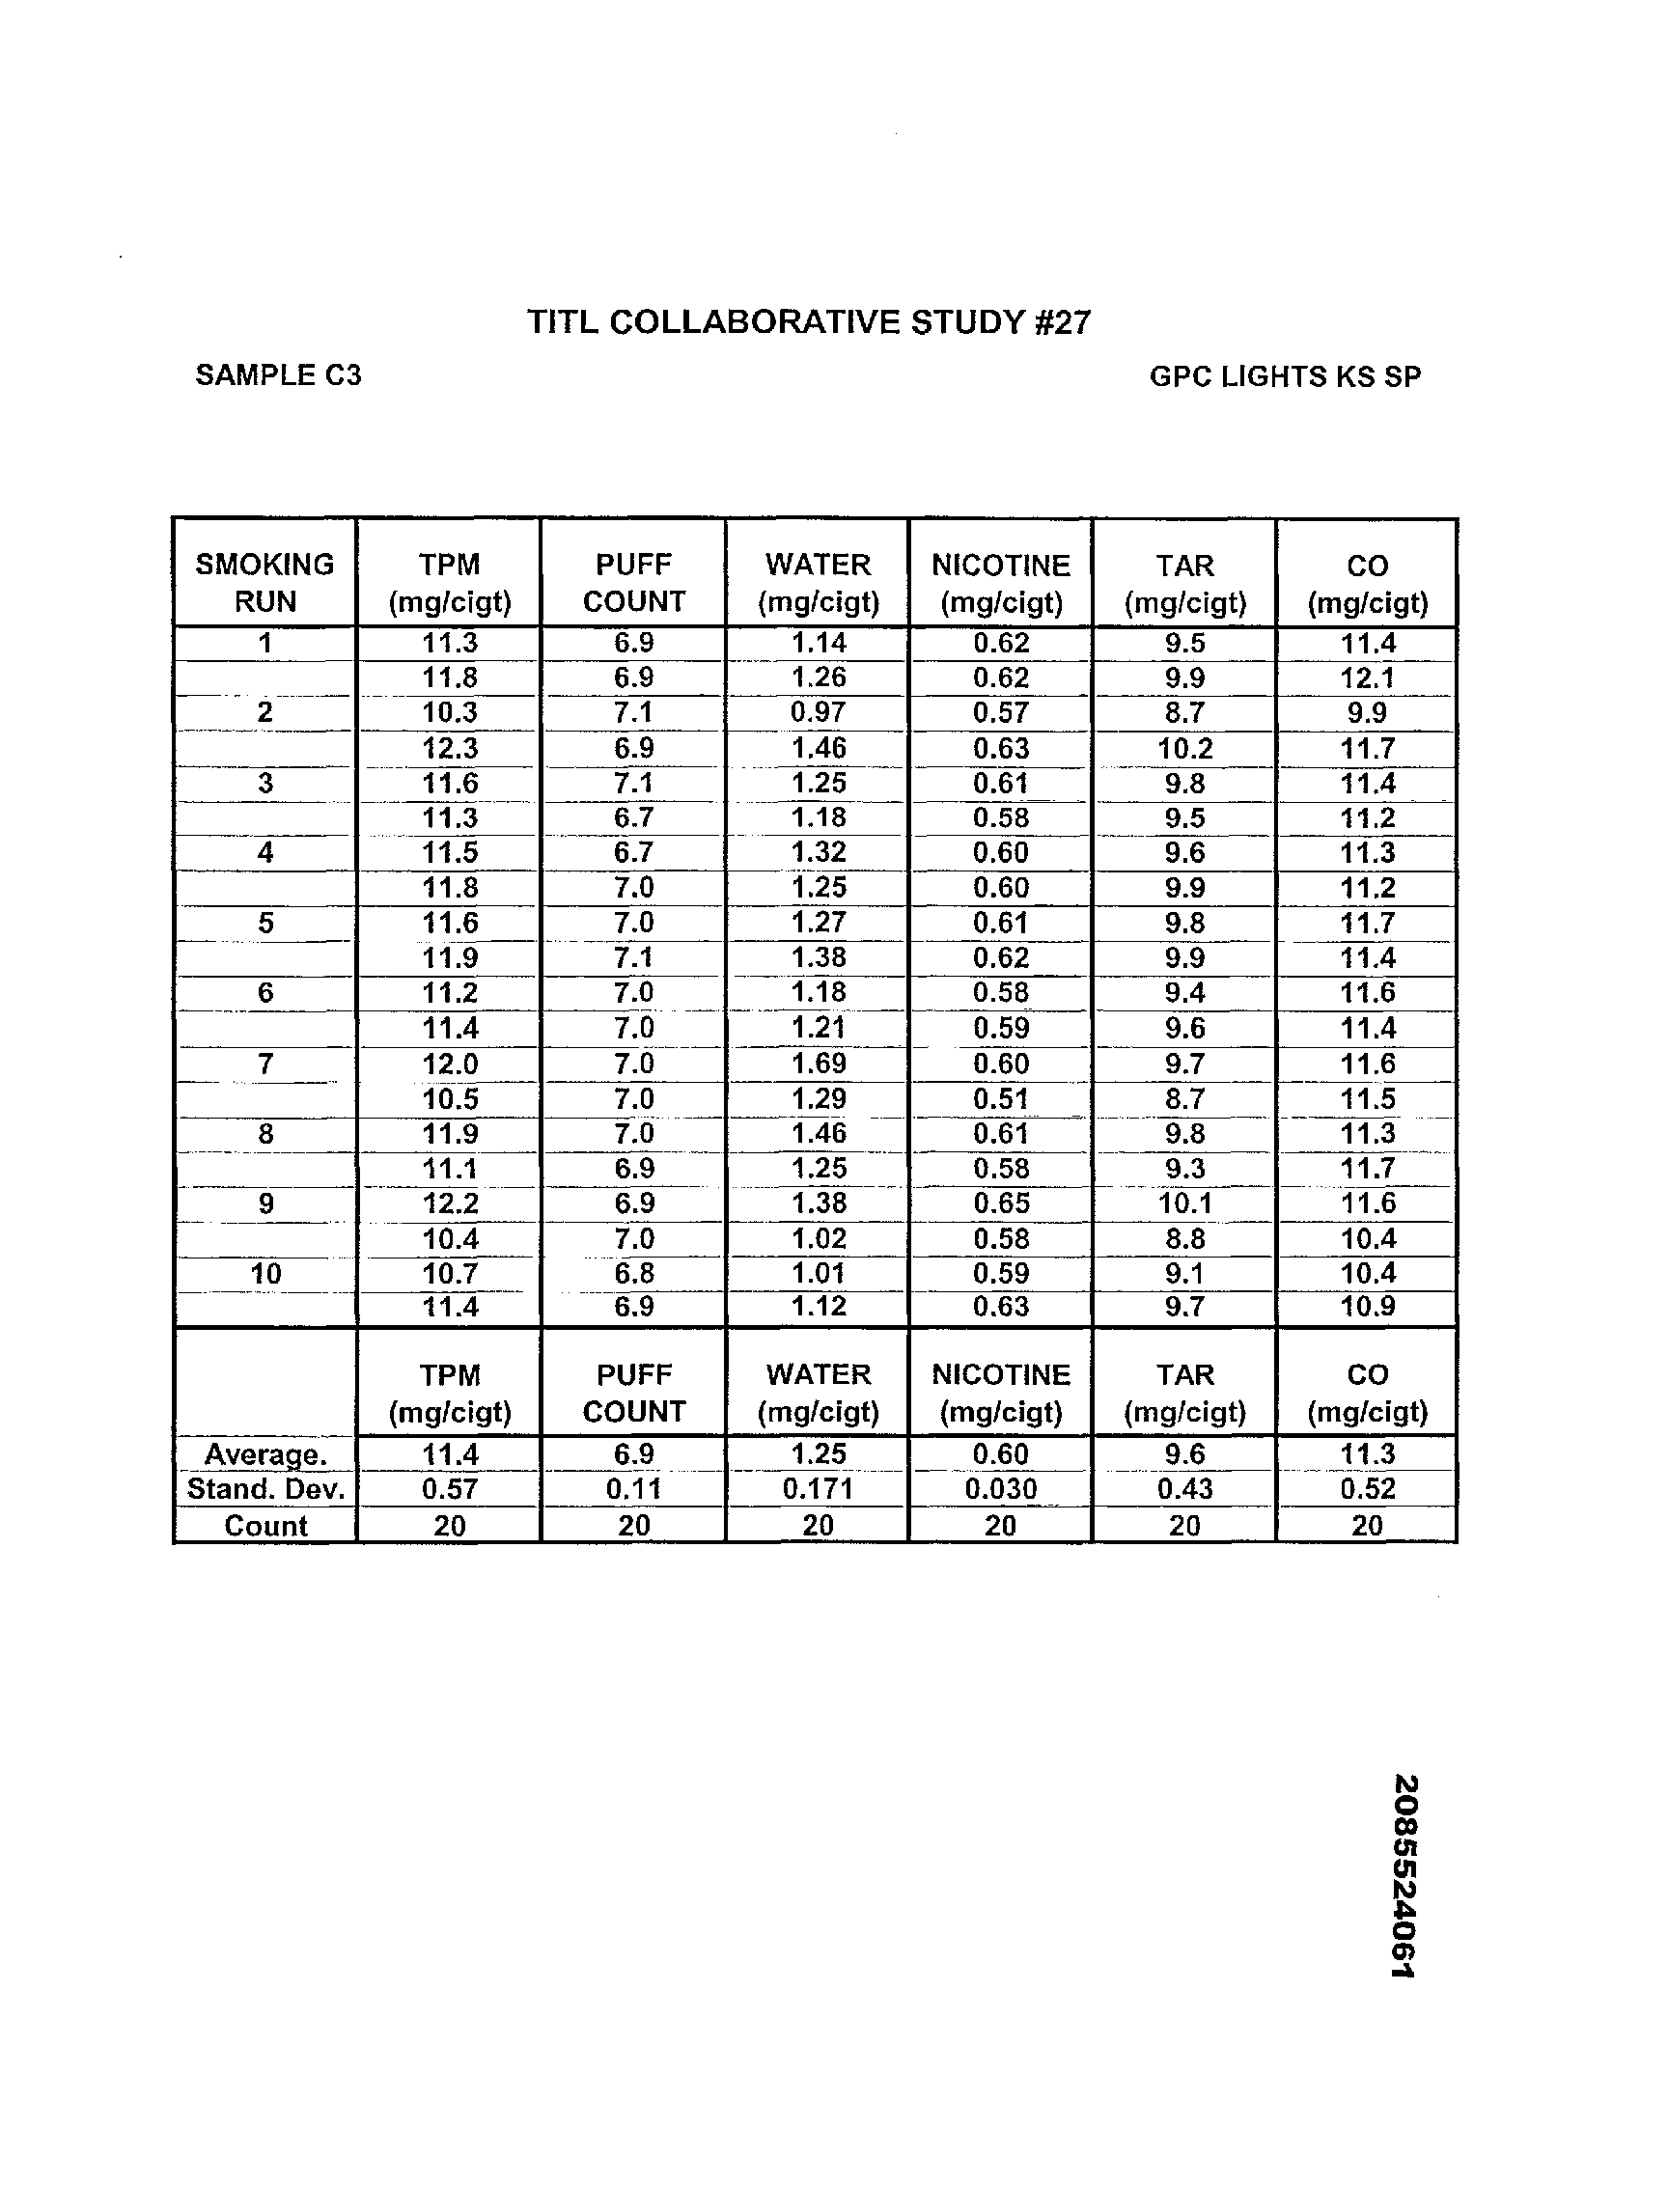 TITL COLLABORATIVE STUDY #27
SAMPLE C3 GPC LIGHTS KS SP
SMOKING TPM PUFF WATER NICOTINE TAR CO
RUN (mg/cigt) COUNT (mg/cigt) (mg/cigt) (mg/cigt) (mg/cigt)
1 11.3 6.9 1.14 0.62 9.5 11.4
11.8 6.9 1.26 0.62 9.9 12.1
2 10.3 7.1 0.97 0.57 8.7 9.9
12.3 6.9 1.46 0.63 10.2 11.7
3 11.6 7.1 1.25 0.61 9.8 11.4
11.3 6.7 1.18 0.58 9.5 11.2
4 11.5 6.7 1.32 0.60 9.6 11.3
11.8 7.0 1.25 0.60 9.9 11.2
5 11.6 7.0 1.27 0.61 9.8 11.7
11.9 7.1 1.38 0.62 9.9 11.4
6 11.2 7.0 1.18 0.58 9.4 11.6
11.4 7.0 1.21 0.59 9.6 11.4
7 12.0 7.0 1.69 0.60 9.7 11.6
10.5 7.0 1.29 0.51 8.7 11.5
8 11.9 7.0 1.46 0.61 9.8 11.3
11.1 6.9 1.25 0.58 9.3 11.7
9 12.2 6.9 1.38 0.65 10.1 11.6
10.4 7.0 1.02 0.58 8.8 10.4
10 10.7 6.8 1.01 0.59 9.1 10.4
11.4 6.9 1.12 0.63 9.7 10.9
TPM PUFF WATER NICOTINE TAR CO
(mg/cigt) COUNT (mg/cigt) (mg/cigt) (mg/cigt) (mg/cigt)
Average. 11.4 6.9 1.25 0.60 9.6 11.3
Stand. Dev. 0.57 0.11 0.171 0.030 0.43 0.52
Count 20 20 20 20 20 20
2085524061